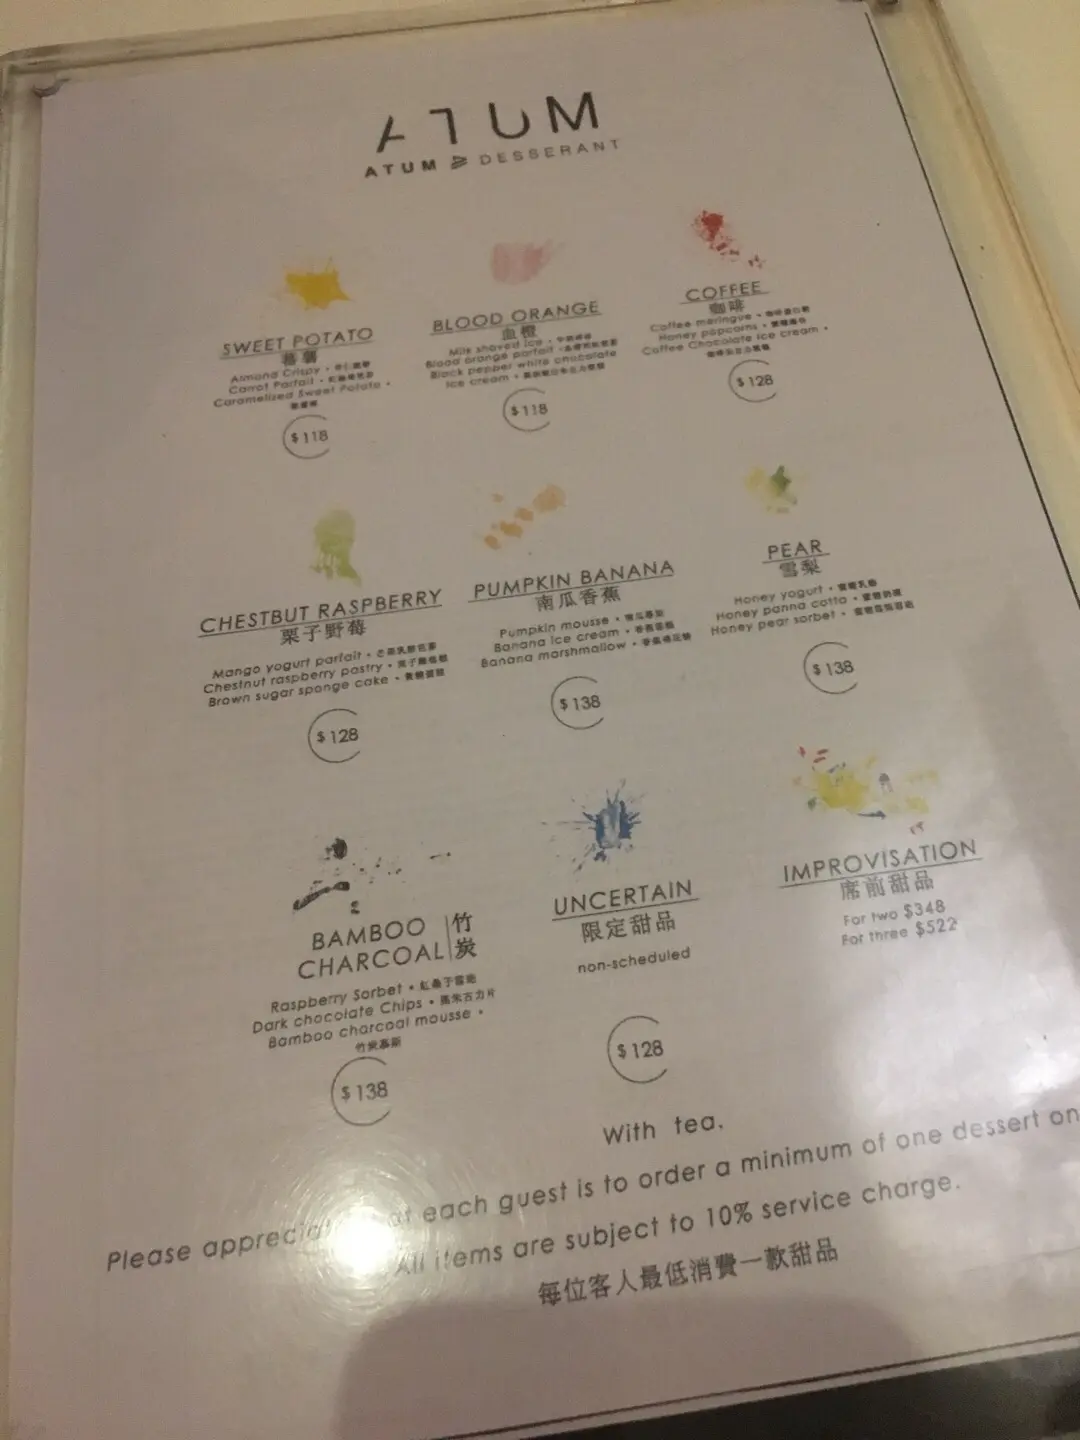 ATUM
ATUM DESSERANT
SWEET POTATO
番薯
Almond Crispy •
Carrot Parfait •
Caramelized Sweet Potato •
$118
BLOOD ORANGE
血橙
Milk shaved ice •
Blood orange parfait •
Black pepper white chocolate
Ice cream •
$118
COFFEE
咖啡
Coffee meringue •
Honey popcorns •
Coffee Chocolate Ice cream •
$128
CHESTBUT RASPBERRY
栗子野莓
Mango yogurt parfait •
Chestnut raspberry pastry •
Brown sugar sponge cake •
$128
PUMPKIN BANANA
南瓜香蕉
Pumpkin mousse •
Banana ice cream •
Banana marshmallow •
$138
PEAR
雪梨
Honey yogurt •
Honey panna cotta •
Honey pear sorbet •
$138
BAMBOO CHARCOAL 竹炭
Raspberry Sorbet •
Dark chocolate Chips •
Bamboo charcoal mousse •
竹炭慕斯
$138
UNCERTAIN
限定甜品
non-scheduled
$128
IMPROVISATION
席前甜品
For two $348
For three $522
With tea.
Please each guest is to order a minimum of one dessert on
All items are subject to 10% service charge.
每位客人最低消費一款甜品